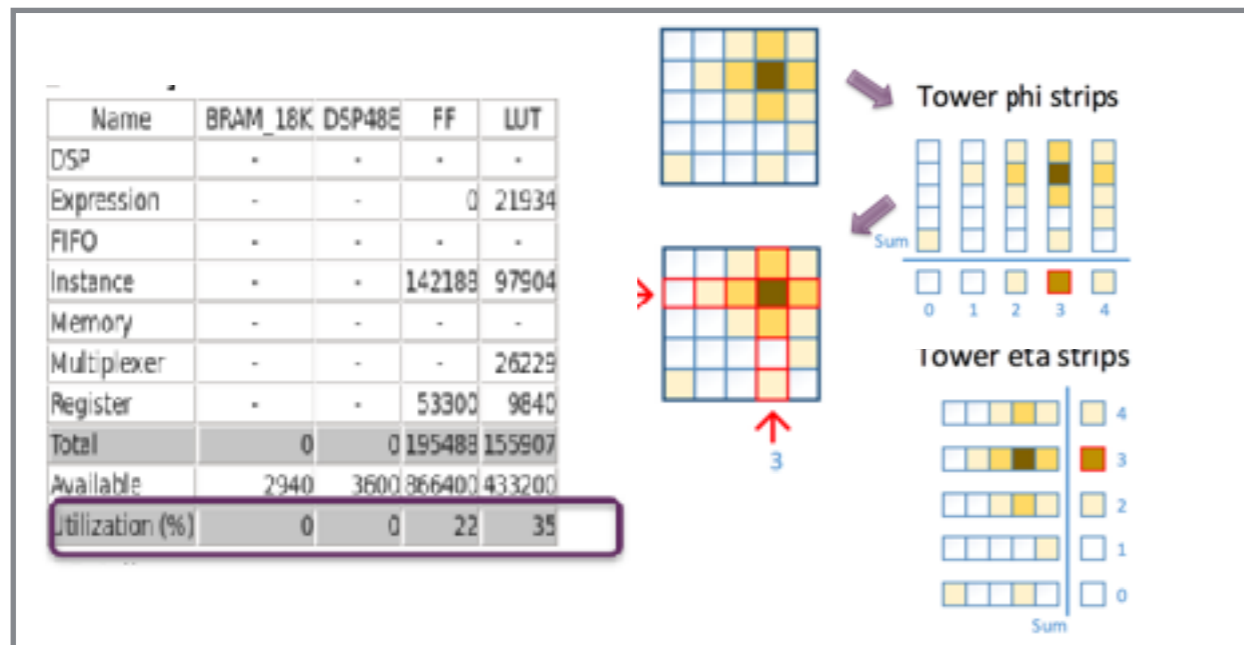 Name BRAM_18K DSP48E FF LUT
DSP - - - -
Expression - - 0 21934
FIFO - - - -
Instance - - 142188 97904
Memory - - - -
Multiplexer - - - 26229
Register - - 53300 9840
Total 0 0 195488 155907
Available 2940 3600 866400 433200
Utilization (%) 0 0 22 35
3
Tower phi strips
Sum
0 1 2 3 4
Tower eta strips
4
3
2
1
0
Sum